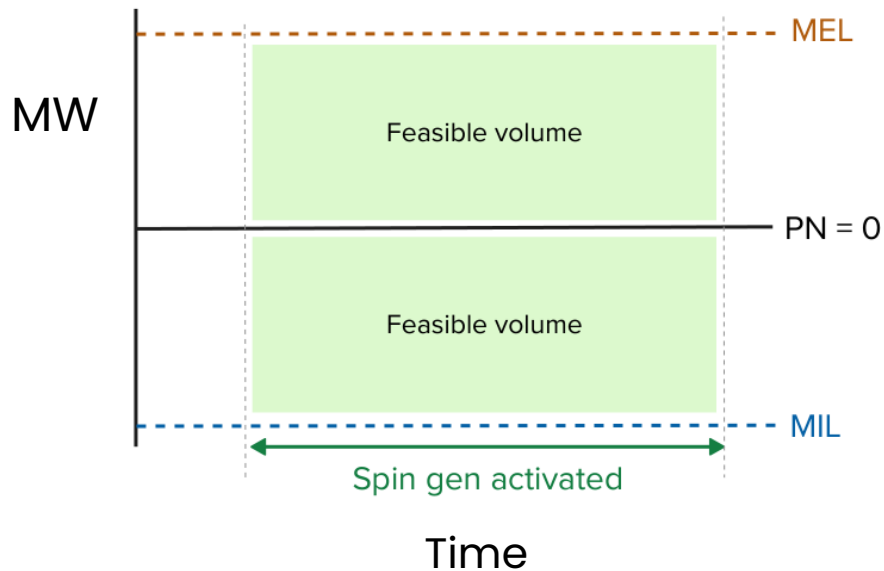 MEL
MW
Feasible volume
PN = 0
Feasible volume
MIL
Spin gen activated
Time